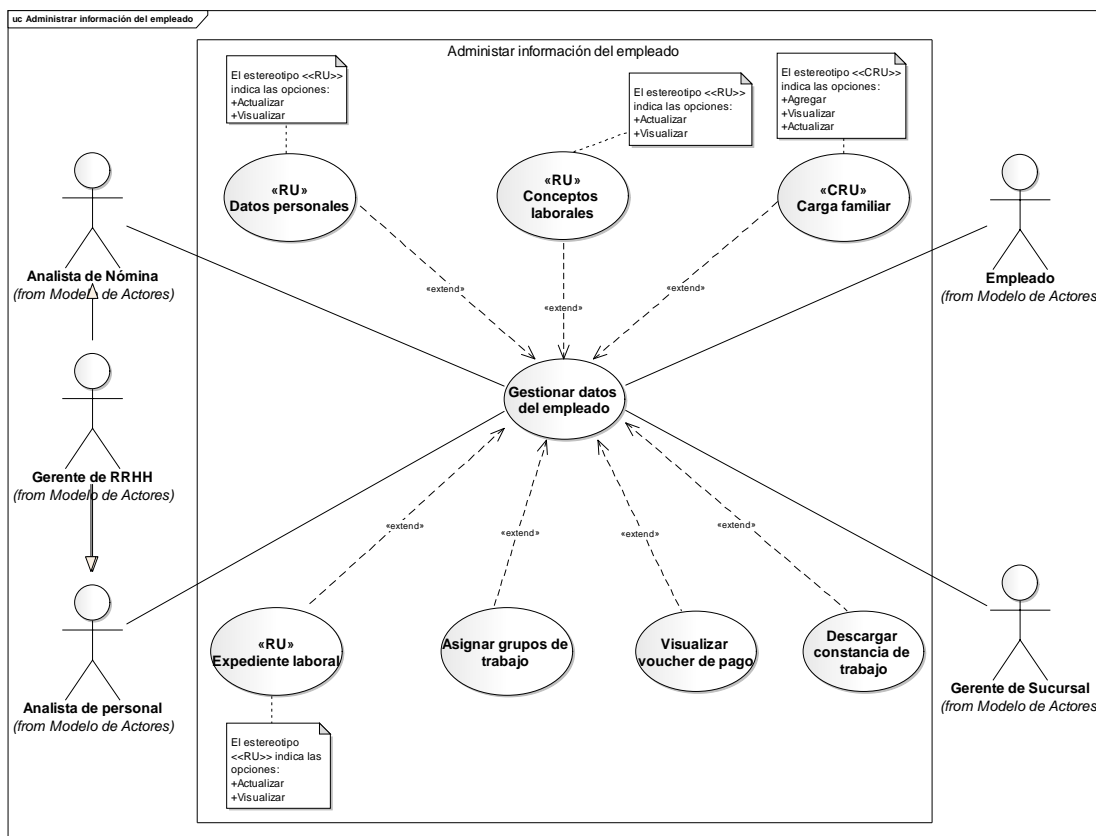 uc Administrar información del empleado
Administar información del empleado
El estereotipo <<RU>>
indica las opciones:
+Actualizar
+Visualizar
El estereotipo <<RU>>
indica las opciones:
+Actualizar
+Visualizar
El estereotipo <<CRU>>
indica las opciones:
+Agregar
+Visualizar
+Actualizar
«RU»
Datos personales
«RU»
Conceptos
laborales
«CRU»
Carga familiar
Analista de Nómina
(from Modelo de Actores)
Empleado
(from Modelo de Actores)
«extend»
«extend»
«extend»
Gestionar datos
del empleado
Gerente de RRHH
(from Modelo de Actores)
«extend»
«extend»
«extend»
«extend»
«RU»
Expediente laboral
Asignar grupos de
trabajo
Visualizar
voucher de pago
Descargar
constancia de
trabajo
Analista de personal
(from Modelo de Actores)
Gerente de Sucursal
(from Modelo de Actores)
El estereotipo
<<RU>> indica las
opciones:
+Actualizar
+Visualizar